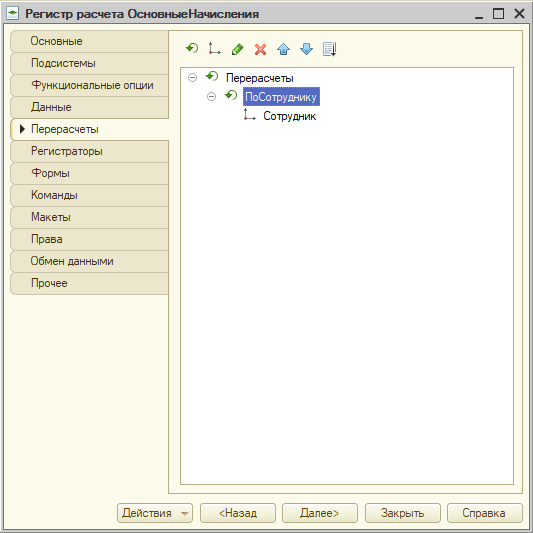 Регистр расчета ОсновныеНачисления
Основные
Подсистемы
Функциональные опции
Данные
Перерасчеты
Регистраторы
Формы
Команды
Макеты
Права
Обмен данными
Прочее
Перерасчеты
ПоСотруднику
Сотрудник
Действия
<Назад
Далее>
Закрыть
Справка